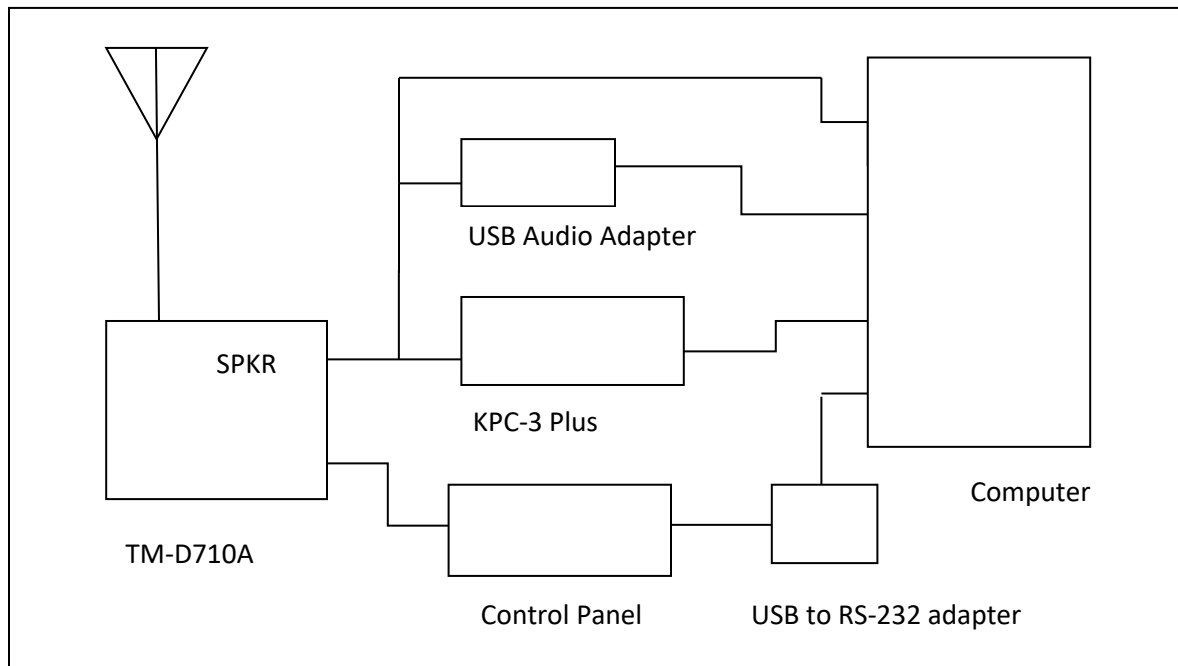 USB Audio Adapter
SPKR
KPC-3 Plus
Computer
TM-D710A
Control Panel
USB to RS-232 adapter